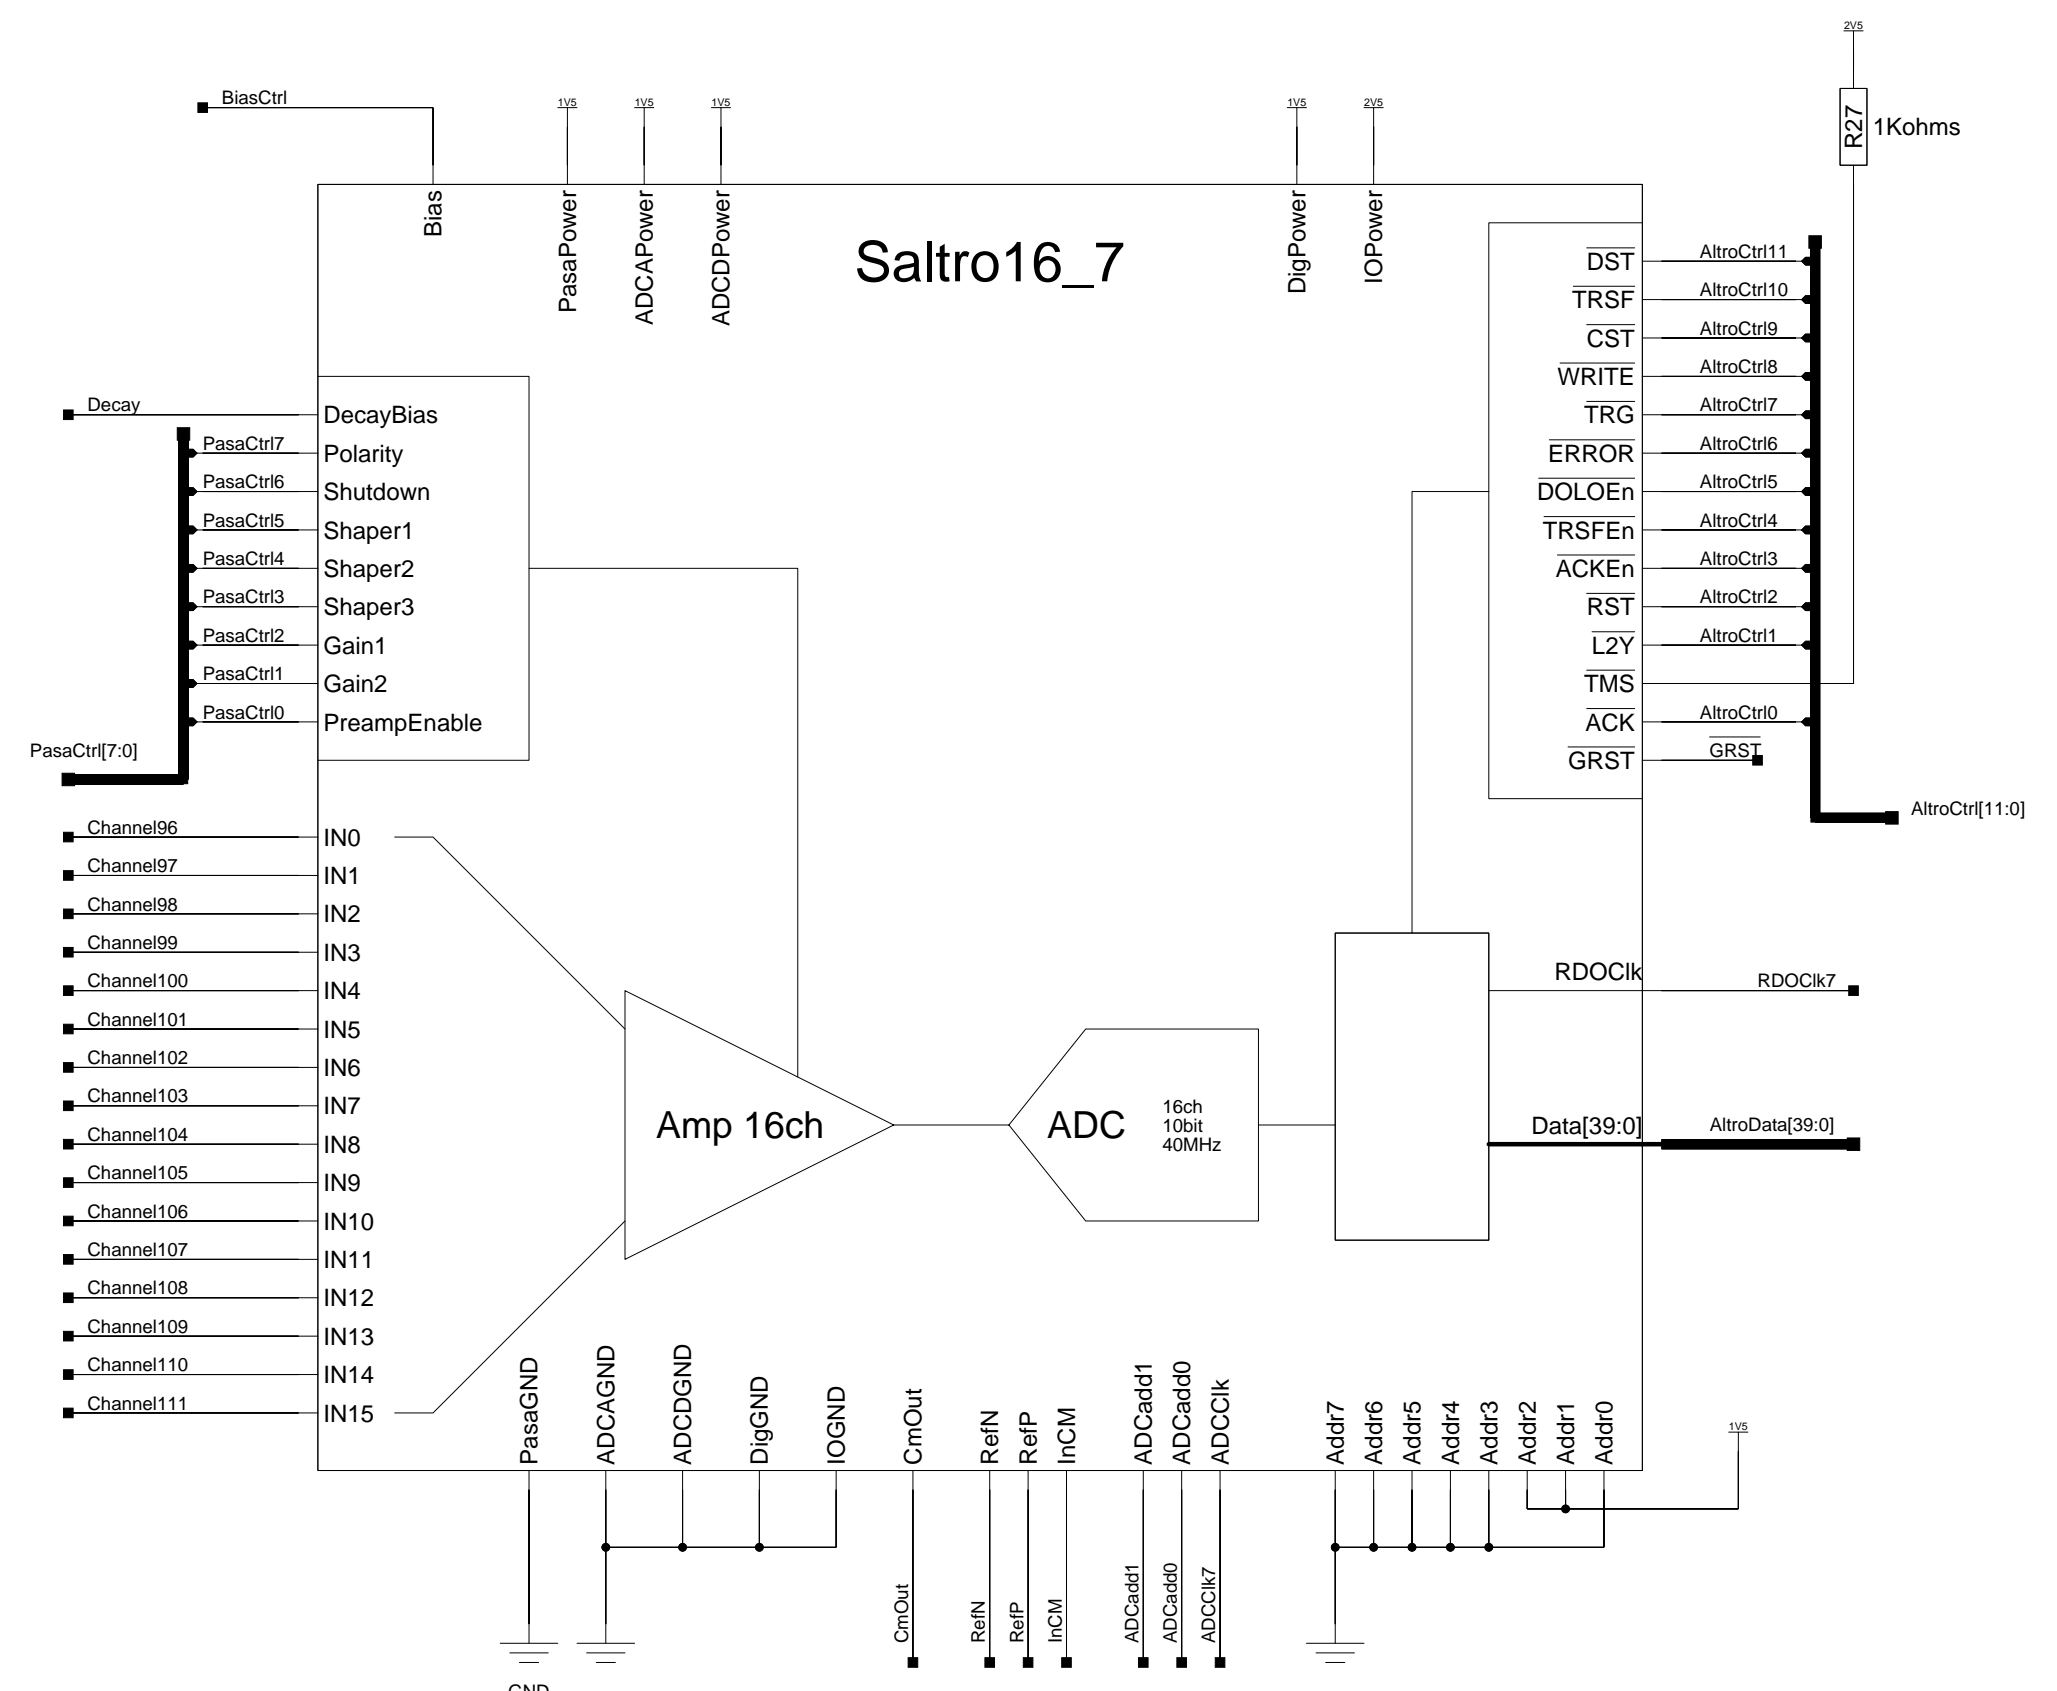 2V5
BiasCtrl
1V5
1V5
1V5
1V5
2V5
R27
1Kohms
Bias
PasaPower
ADCAPower
ADCDPower
Saltro16_7
DigPower
IOPower
DST
AltroCtrl11
TRSF
AltroCtrl10
CST
AltroCtrl9
WRITE
AltroCtrl8
TRG
AltroCtrl7
ERROR
AltroCtrl6
DOLOEn
AltroCtrl5
TRSFEn
AltroCtrl4
ACKEn
AltroCtrl3
RST
AltroCtrl2
L2Y
AltroCtrl1
TMS
ACK
AltroCtrl0
GRST
GRST
AltroCtrl[11:0]
Decay
DecayBias
PasaCtrl7
Polarity
PasaCtrl6
Shutdown
PasaCtrl5
Shaper1
PasaCtrl4
Shaper2
PasaCtrl3
Shaper3
PasaCtrl2
Gain1
PasaCtrl1
Gain2
PasaCtrl0
PreampEnable
PasaCtrl[7:0]
Channel96
IN0
Channel97
IN1
Channel98
IN2
Channel99
IN3
Channel100
IN4
Channel101
IN5
Channel102
IN6
Channel103
IN7
Channel104
IN8
Channel105
IN9
Channel106
IN10
Channel107
IN11
Channel108
IN12
Channel109
IN13
Channel110
IN14
Channel111
IN15
Amp 16ch
ADC
16ch
10bit
40MHz
RDOClk
RDOClk7
Data[39:0]
AltroData[39:0]
PasaGND
ADCAGND
ADCDGND
DigGND
IOGND
CmOut
RefN
RefP
InCM
ADCadd1
ADCadd0
ADCClk
Addr7
Addr6
Addr5
Addr4
Addr3
Addr2
Addr1
Addr0
1V5
CmOut
RefN
RefP
InCM
ADCadd1
ADCadd0
ADCClk7
GND